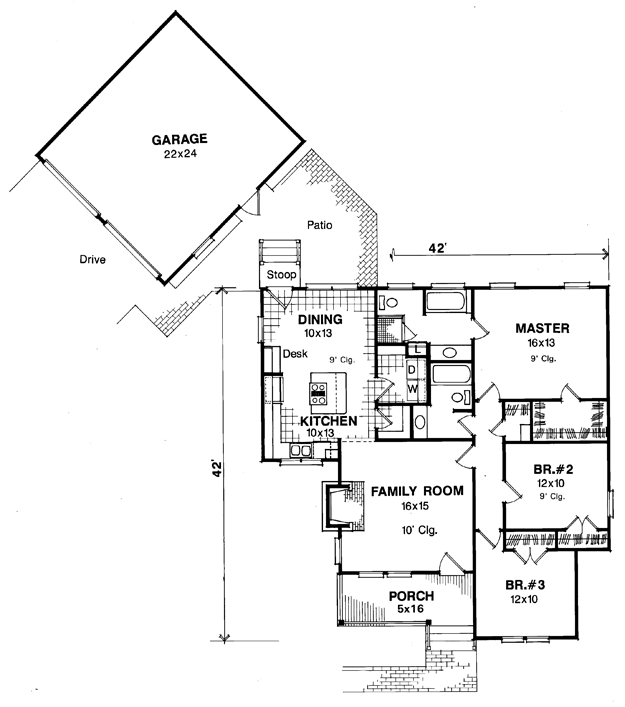 GARAGE
22x24
Patio
Drive
Stoop
42'
DINING
10x13
Desk
9' Clg.
L
D
W
MASTER
16x13
9' Clg.
KITCHEN
10x13
42'
FAMILY ROOM
16x15
10' Clg.
BR.#2
12x10
9' Clg.
PORCH
5x16
BR.#3
12x10